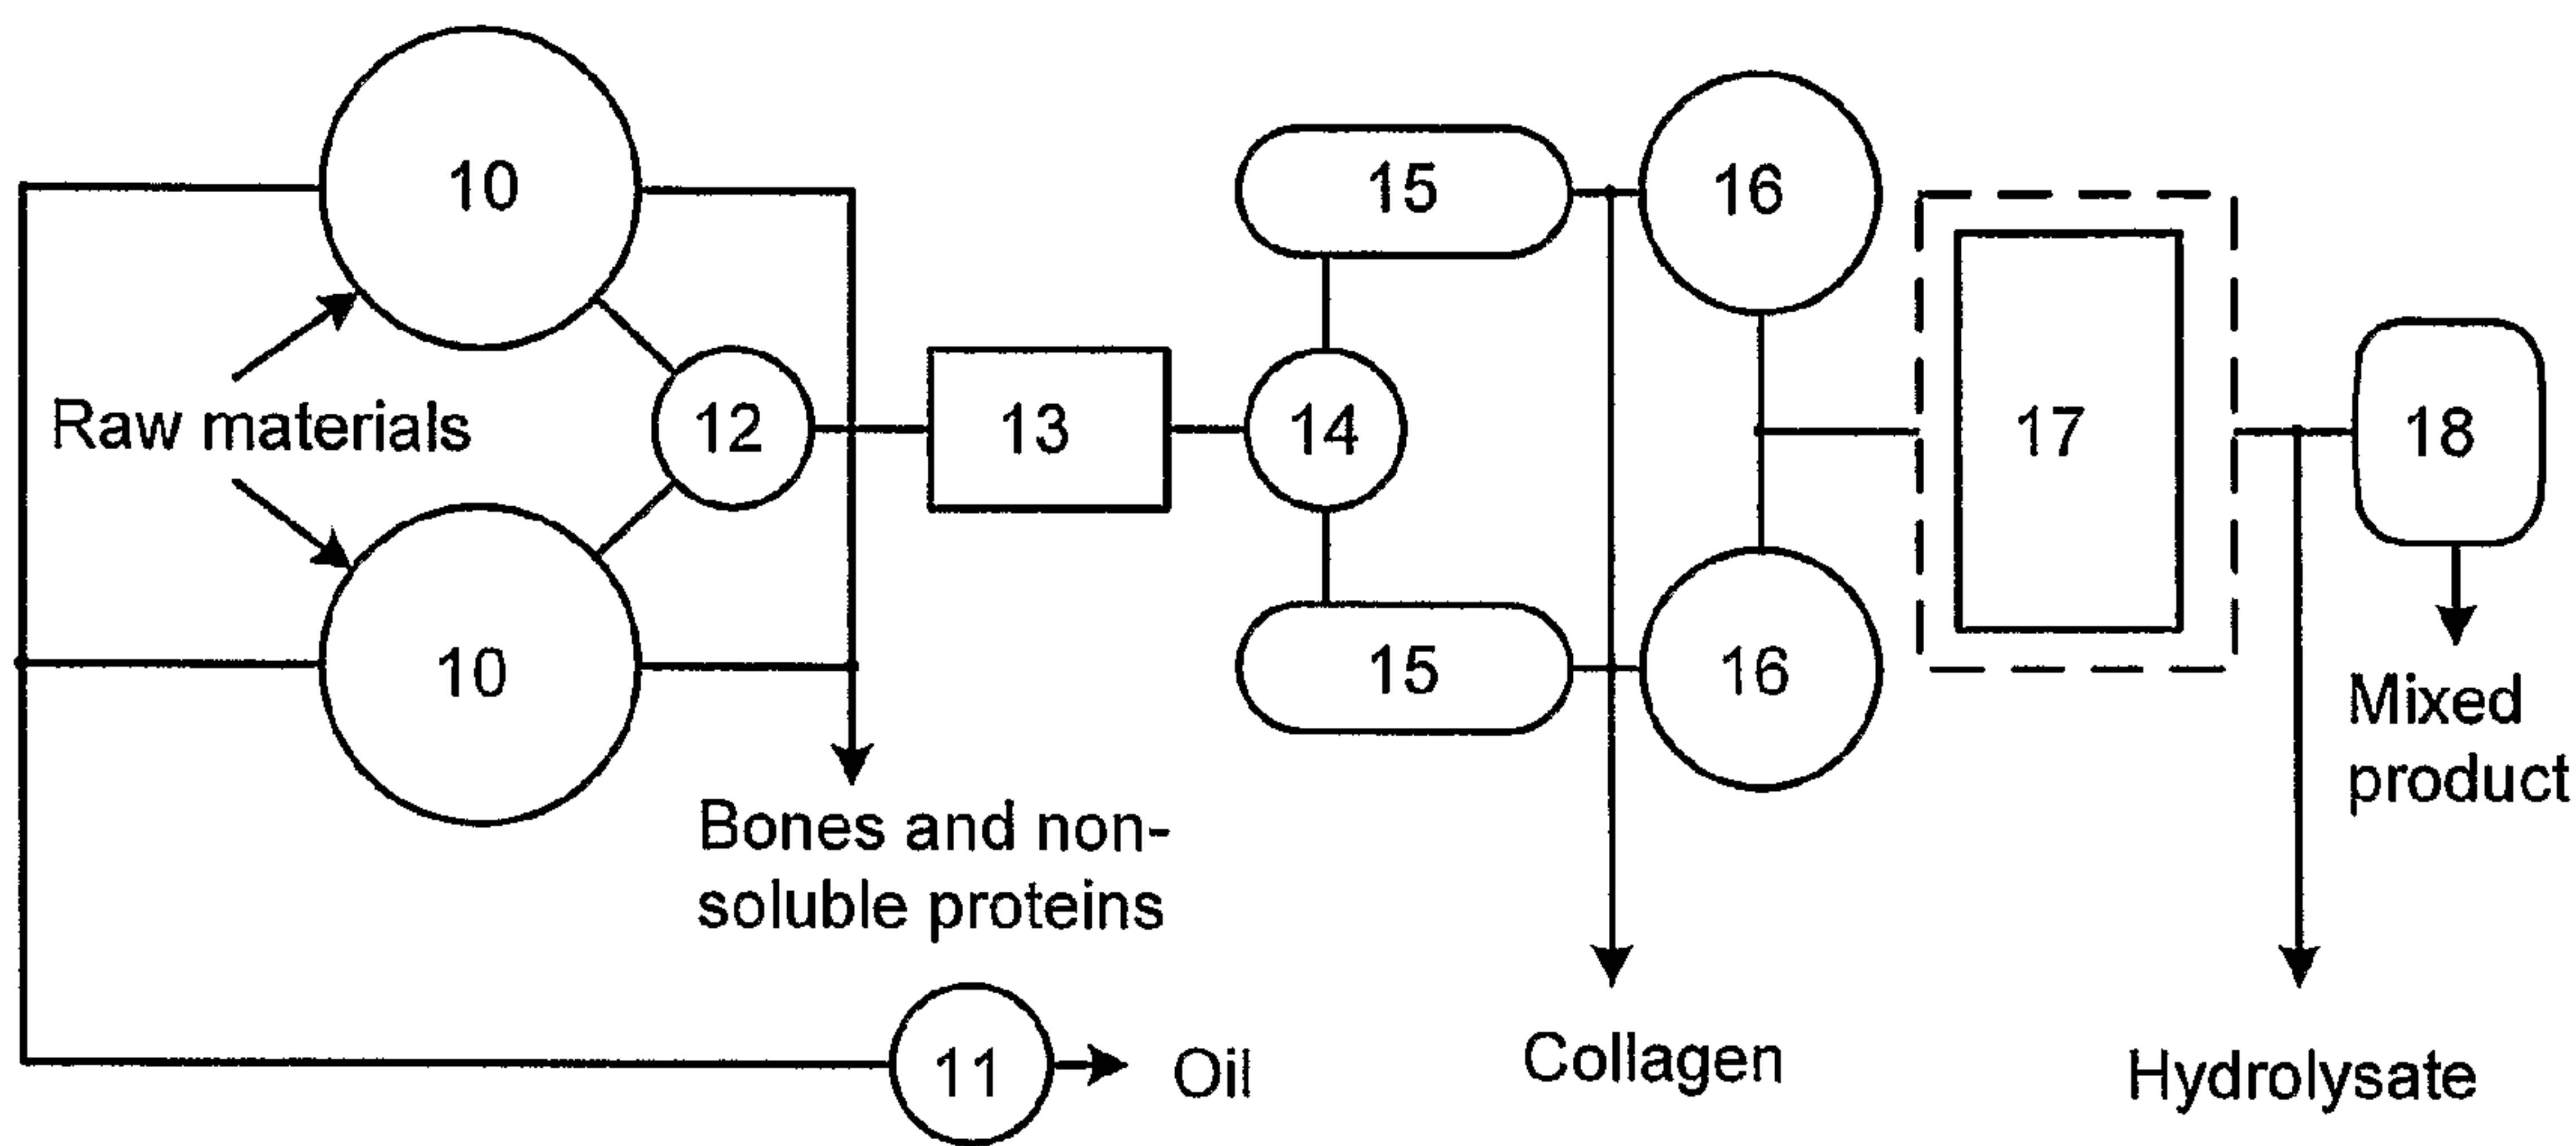 10
15
16
Raw materials
12
13
14
17
18
10
15
16
Mixed
product
Bones and non-
soluble proteins
11
Oil
Collagen
Hydrolysate